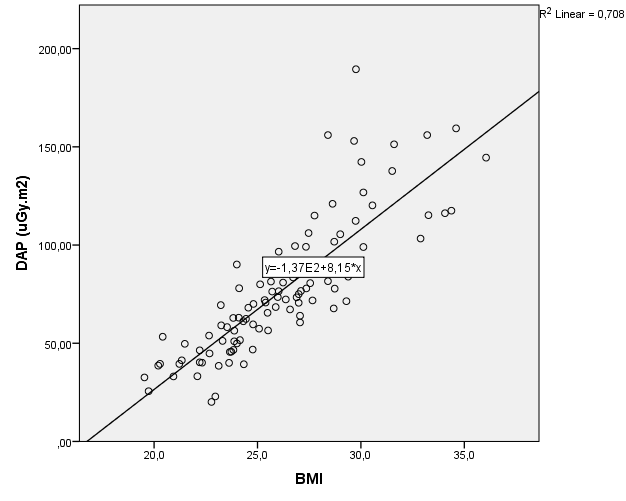 R² Linear = 0,708
200,00
150,00
100,00
50,00
,00
DAP (uGy.m2)
y=-1,37E2+8,15*x
20,0
25,0
30,0
35,0
BMI